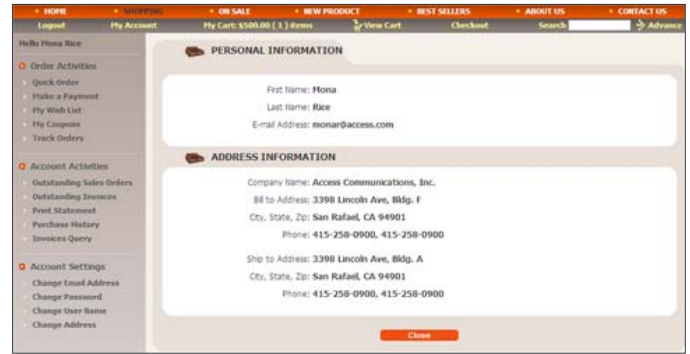 HOME SHOPPING ON SALE NEW PRODUCT BEST SELLERS ABOUT US CONTACT US
Logout My Account My Cart: $500.00 { 1 } items View Cart Checkout Search Advance
Hello Mona Rice
Order Activities
Quick Order
Make a Payment
My Wish List
My Coupons
Track Orders
Account Activities
Outstanding Sales Orders
Outstanding Invoices
Print Statement
Purchase History
Invoices Query
Account Settings
Change Email Address
Change Password
Change User Name
Change Address
PERSONAL INFORMATION
First Name: Mona
Last Name: Rice
E-mail Address: monar@access.com
ADDRESS INFORMATION
Company Name: Access Communications, Inc.
Bill to Address: 3398 Lincoln Ave, Bldg. F
City, State, Zip: San Rafael, CA 94901
Phone: 415-258-0900, 415-258-0900
Ship to Address: 3398 Lincoln Ave, Bldg. A
City, State, Zip: San Rafael, CA 94901
Phone: 415-258-0900, 415-258-0900
Close